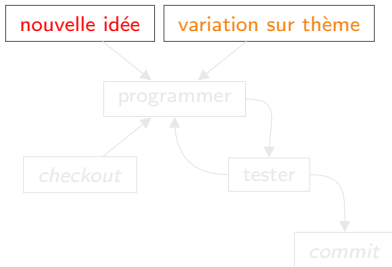 nouvelle idée
variation sur thème
programmer
checkout
tester
commit